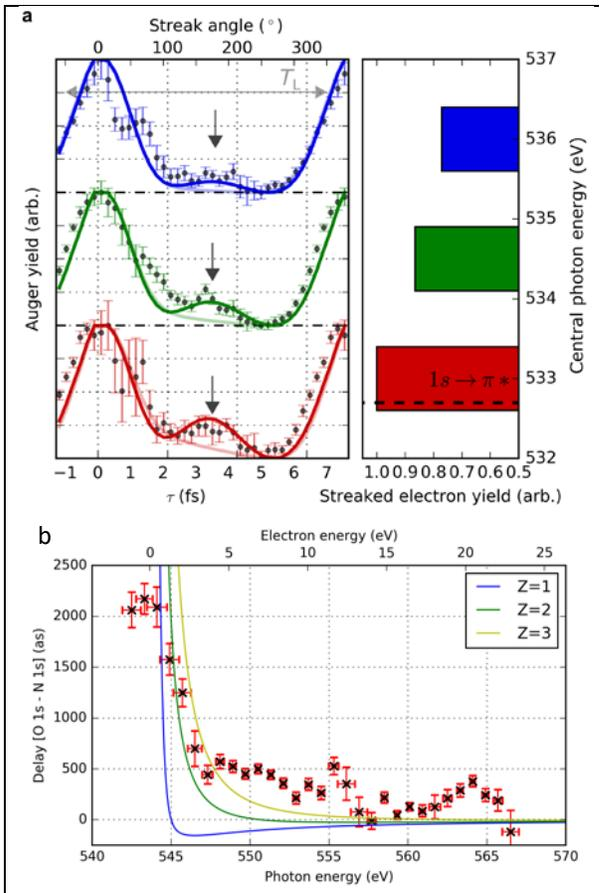 a
Streak angle (°)
0 100 200 300
T_L
Auger yield (arb.)
−1 0 1 2 3 4 5 6 7
τ (fs)
537
536
535
534
533
532
Central photon energy (eV)
1s → π*
1.0 0.9 0.8 0.7 0.6 0.5
Streaked electron yield (arb.)
b
Electron energy (eV)
0 5 10 15 20 25
2500
2000
1500
1000
500
0
Delay [O 1s - N 1s] (as)
Z=1
Z=2
Z=3
540 545 550 555 560 565 570
Photon energy (eV)